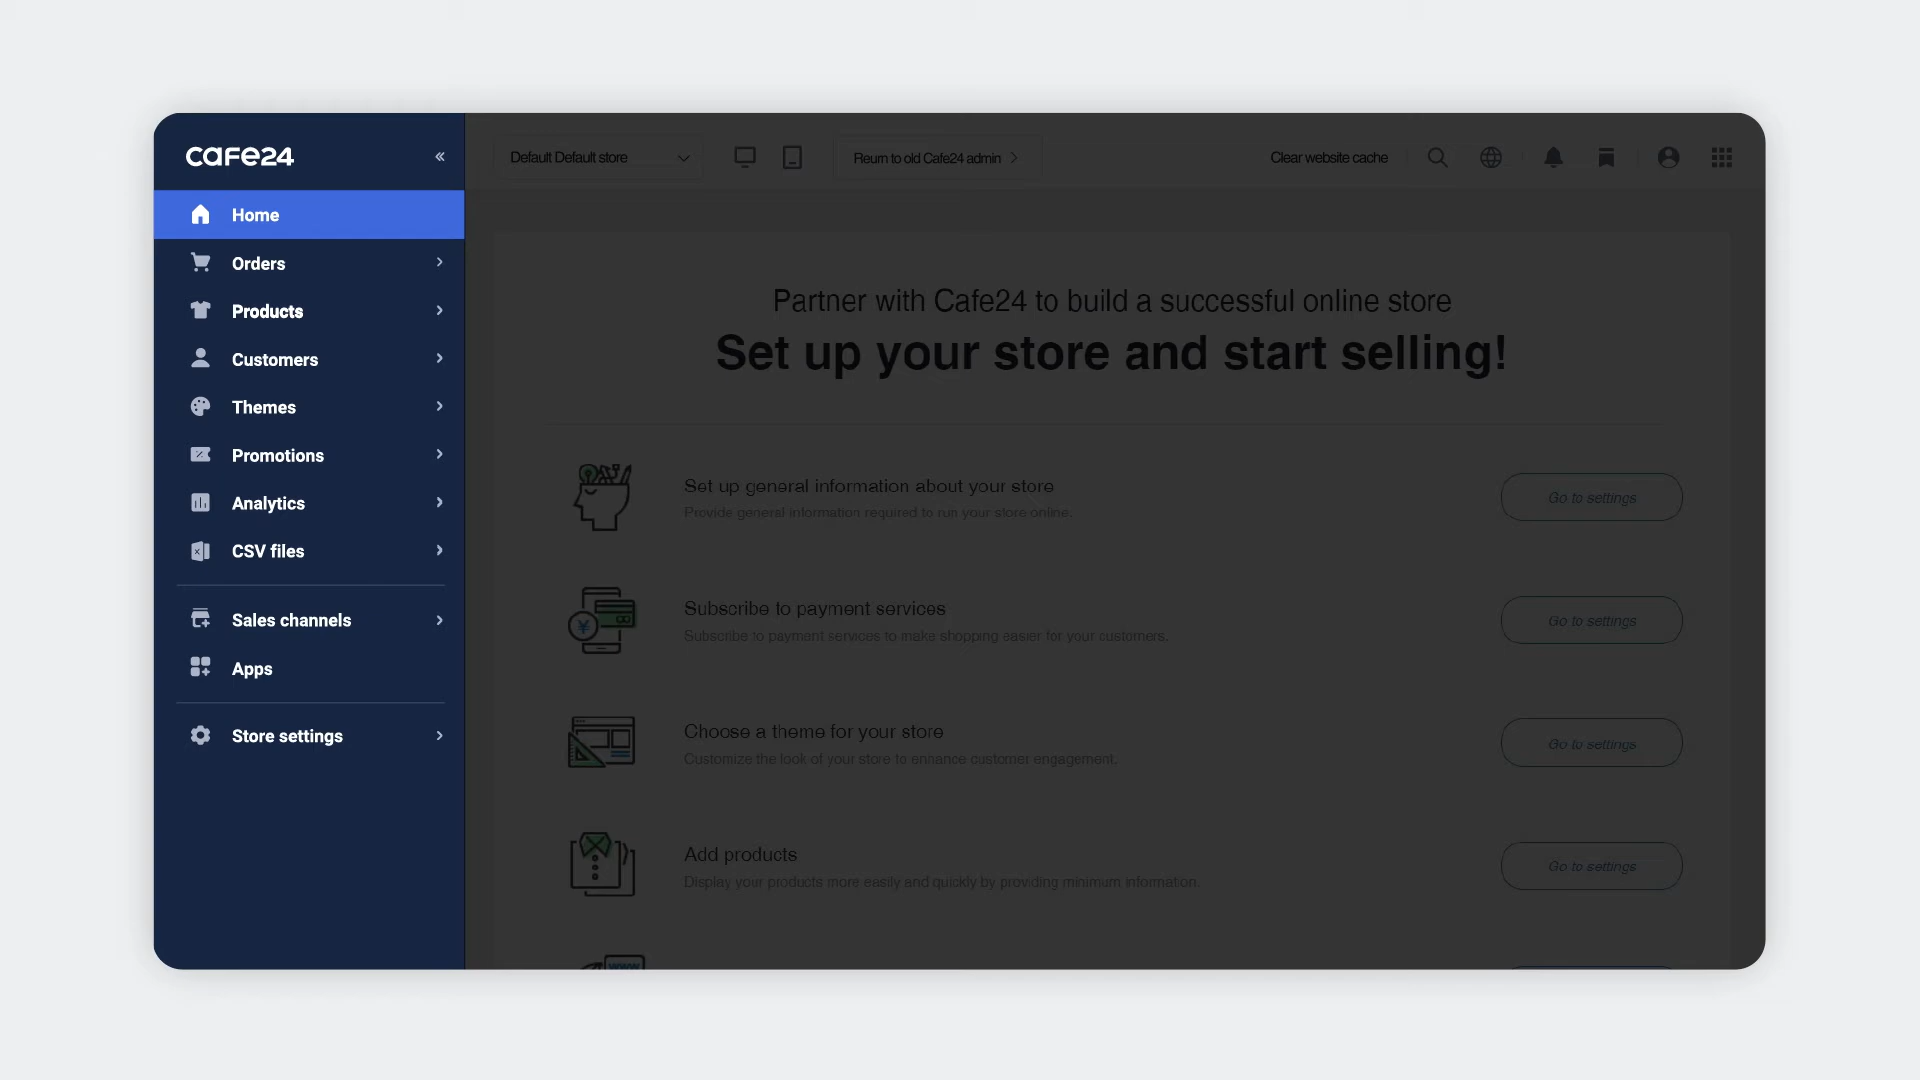 cafe24
Default Default store
Reurn to old Cafe24 admin
Clear website cache
Home
Orders
Products
Customers
Themes
Promotions
Analytics
CSV files
Sales channels
Apps
Store settings
Partner with Cafe24 to build a successful online store
Set up your store and start selling!
Set up general information about your store
Provide general information required to run your store online.
Go to settings
Subscribe to payment services
Subscribe to payment services to make shopping easier for your customers.
Go to settings
Choose a theme for your store
Customize the look of your store to enhance customer engagement.
Go to settings
Add products
Display your products more easily and quickly by providing minimum information.
Go to settings
www